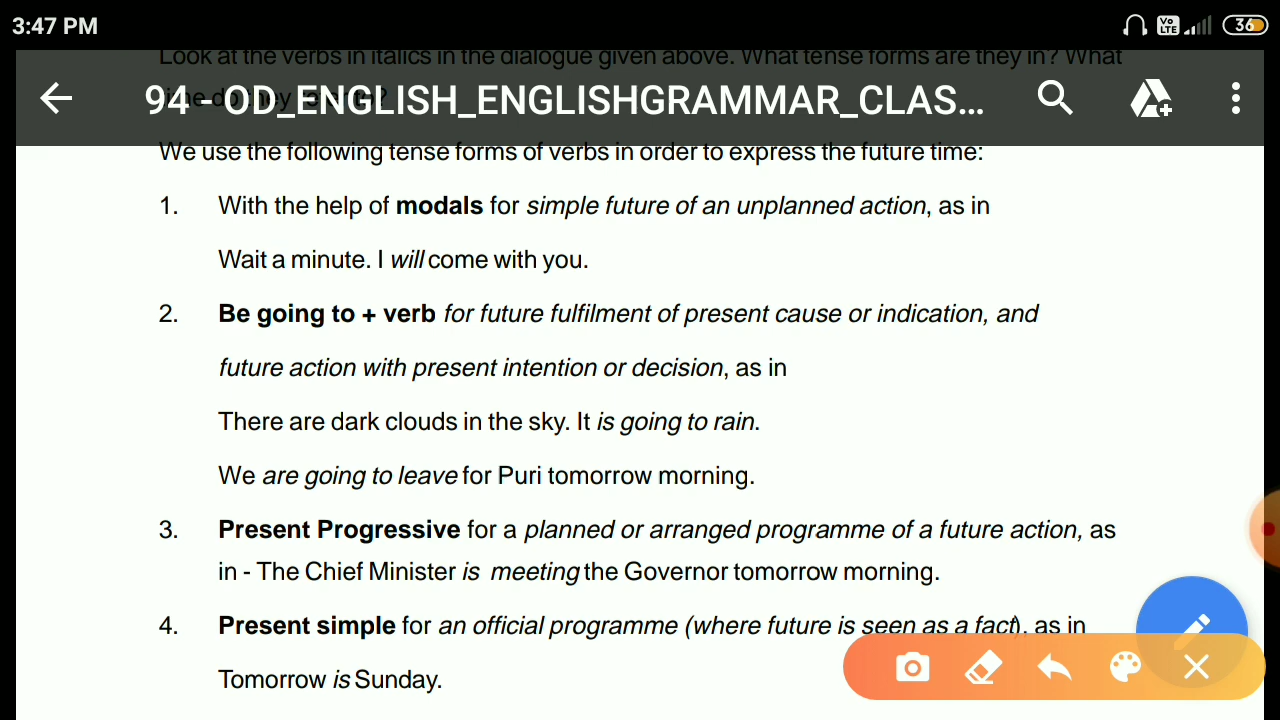 3:47 PM
Vo LTE
36
Look at the verbs in italics in the dialogue given above. What tense forms are they in? What
94 - OD_ENGLISH_ENGLISHGRAMMAR_CLAS...
We use the following tense forms of verbs in order to express the future time:
1. With the help of modals for simple future of an unplanned action, as in
Wait a minute. I will come with you.
2. Be going to + verb for future fulfilment of present cause or indication, and
future action with present intention or decision, as in
There are dark clouds in the sky. It is going to rain.
We are going to leave for Puri tomorrow morning.
3. Present Progressive for a planned or arranged programme of a future action, as
in - The Chief Minister is meeting the Governor tomorrow morning.
4. Present simple for an official programme (where future is seen as a fact), as in
Tomorrow is Sunday.